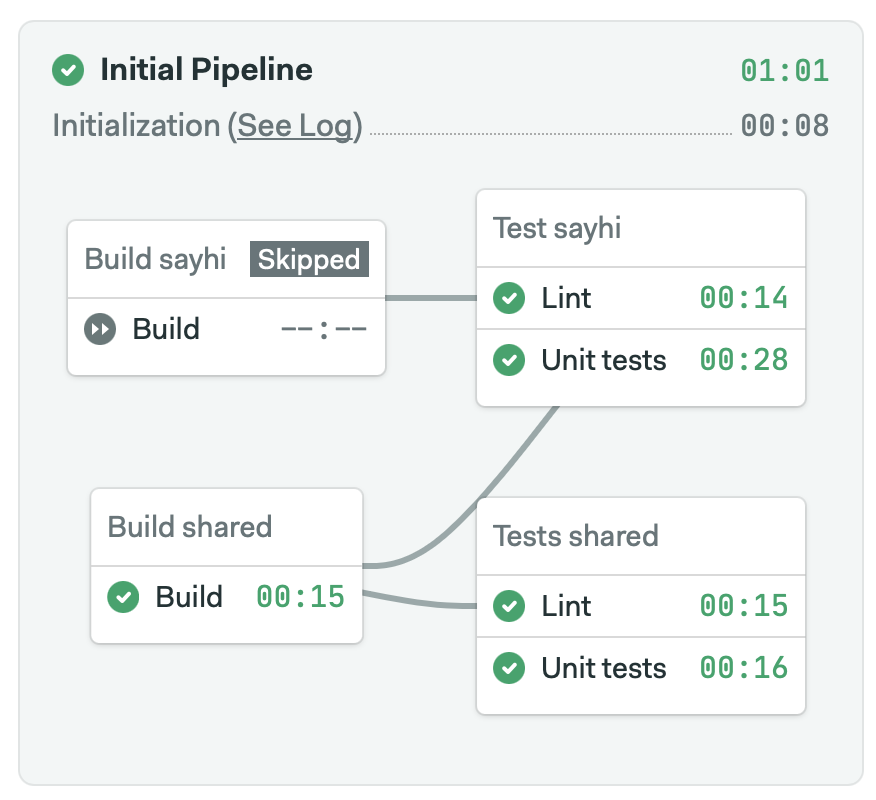 Initial Pipeline 01:01
Initialization (See Log) 00:08
Build sayhi Skipped
Build --:--
Test sayhi
Lint 00:14
Unit tests 00:28
Build shared
Build 00:15
Tests shared
Lint 00:15
Unit tests 00:16